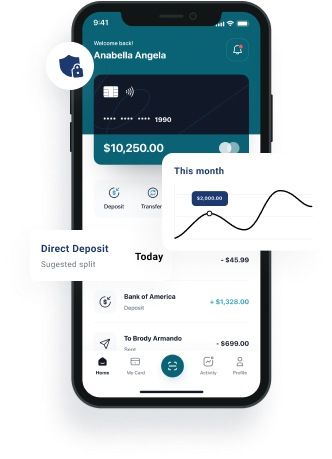 9:41
Welcome back!
Anabella Angela
•••• •••• •••• 1990
$10,250.00
This month
$2,000.00
Deposit
Transfer
Direct Deposit
Sugested split
Today
- $45.99
Bank of America
+ $1,328.00
Deposit
To Brody Armando
- $699.00
Sent
Home
My Card
Activity
Profile